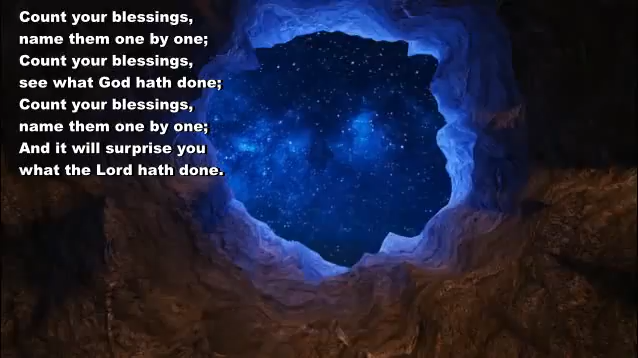 Count your blessings,
name them one by one;
Count your blessings,
see what God hath done;
Count your blessings,
name them one by one;
And it will surprise you
what the Lord hath done.